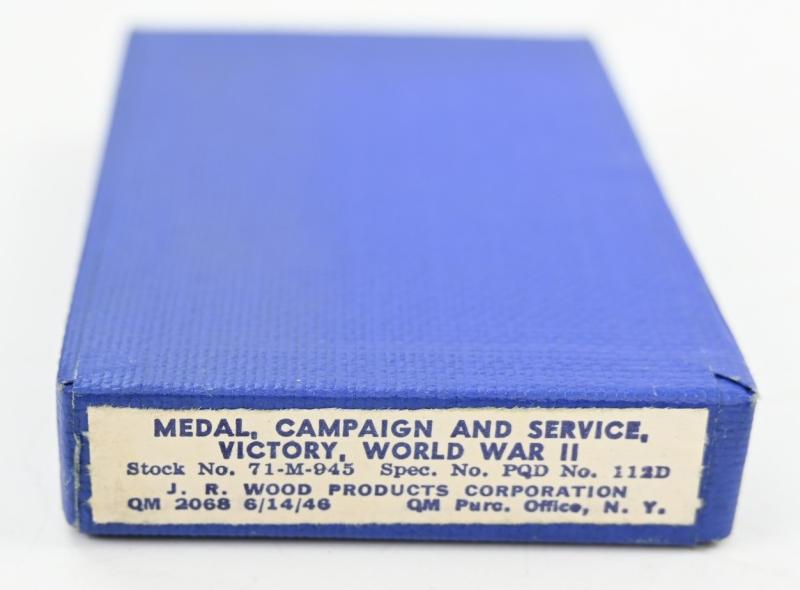 MEDAL, CAMPAIGN AND SERVICE,
VICTORY, WORLD WAR II
Stock No. 71-M-945 Spec. No. PQD No. 112D
J. R. WOOD PRODUCTS CORPORATION
QM 2068 6/14/46 QM Purc. Office, N. Y.